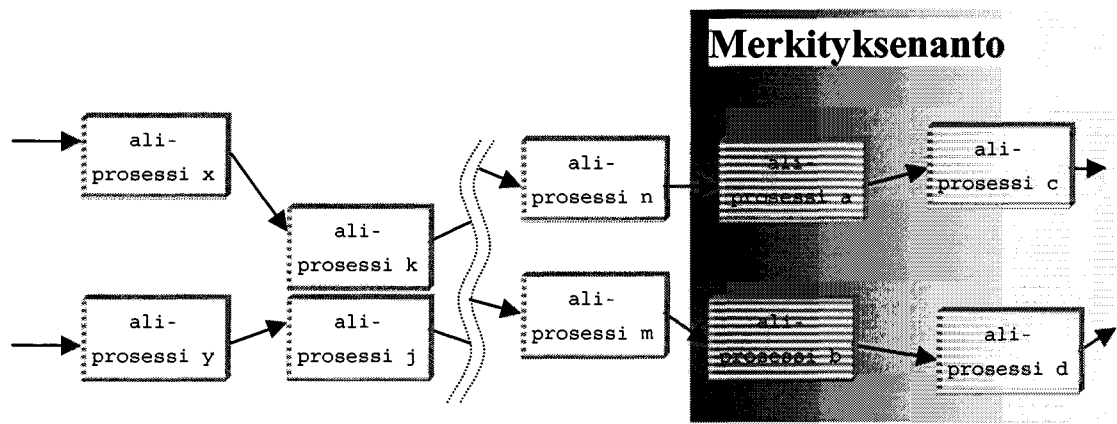 Merkityksenanto
ali-
prosessi x
ali-
prosessi k
ali-
prosessi y
ali-
prosessi j
ali-
prosessi n
ali-
prosessi m
ali-
prosessi a
ali-
prosessi b
ali-
prosessi c
ali-
prosessi d